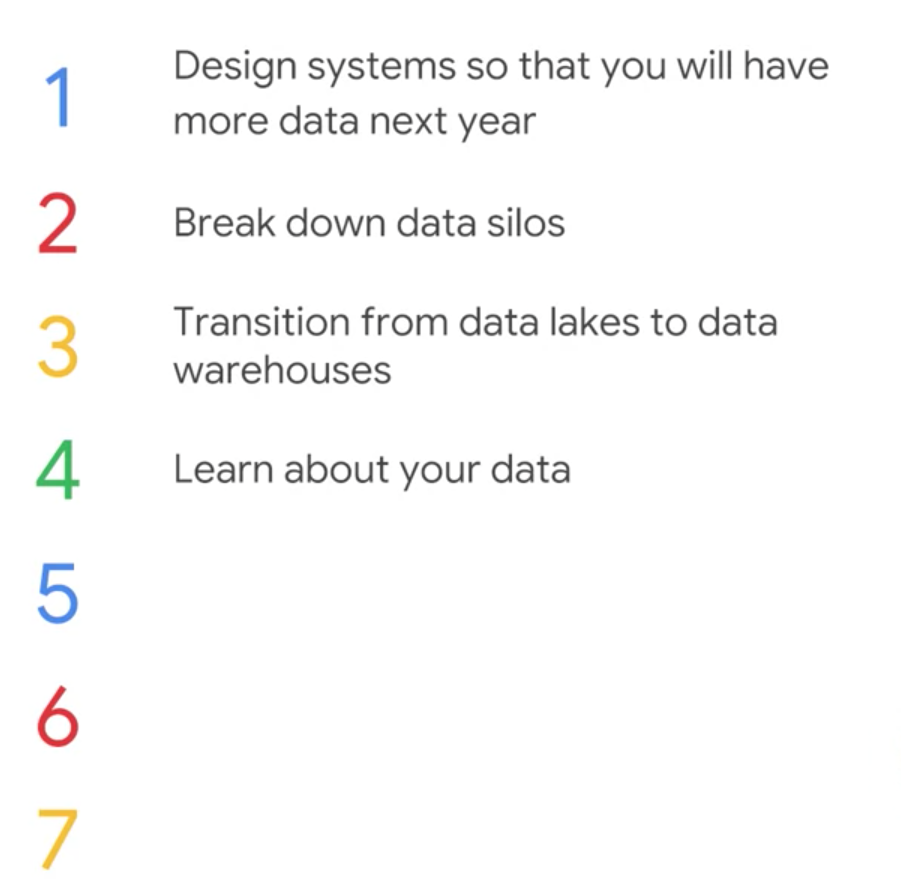 1
Design systems so that you will have
more data next year
2
Break down data silos
3
Transition from data lakes to data
warehouses
4
Learn about your data
5
6
7